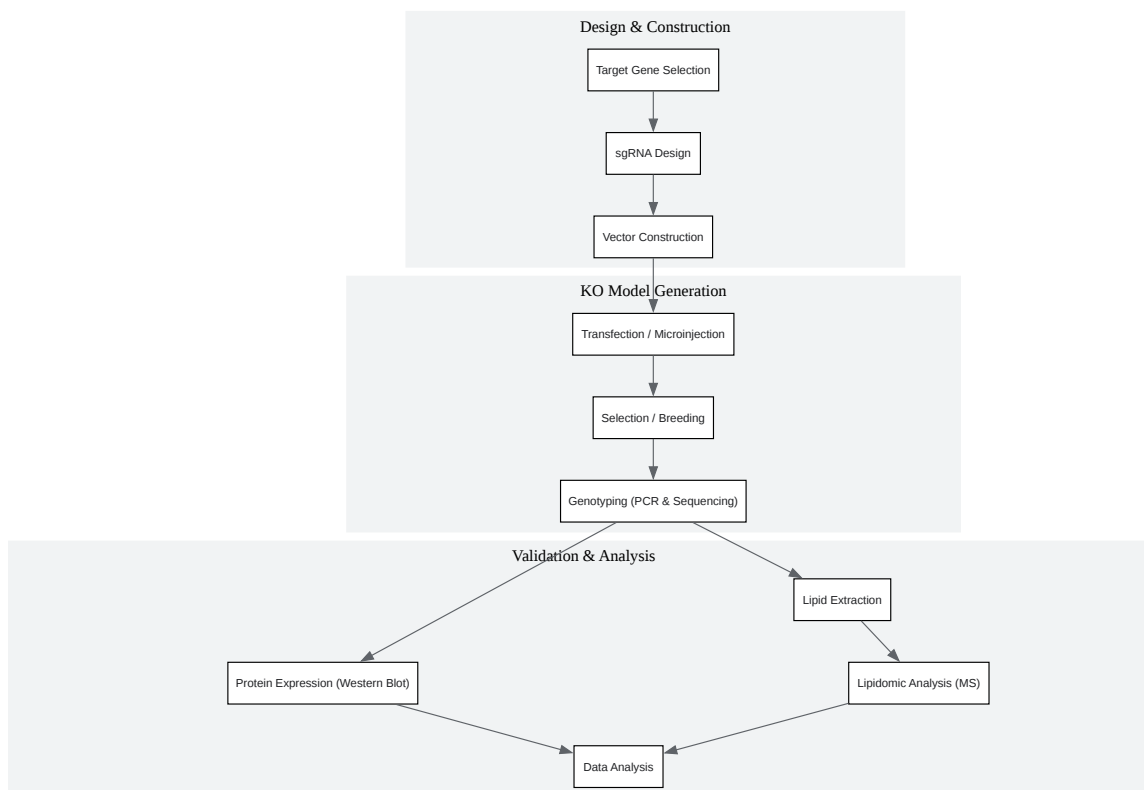 Design & Construction
Target Gene Selection
sgRNA Design
Vector Construction
KO Model Generation
Transfection / Microinjection
Selection / Breeding
Genotyping (PCR & Sequencing)
Validation & Analysis
Lipid Extraction
Protein Expression (Western Blot)
Lipidomic Analysis (MS)
Data Analysis